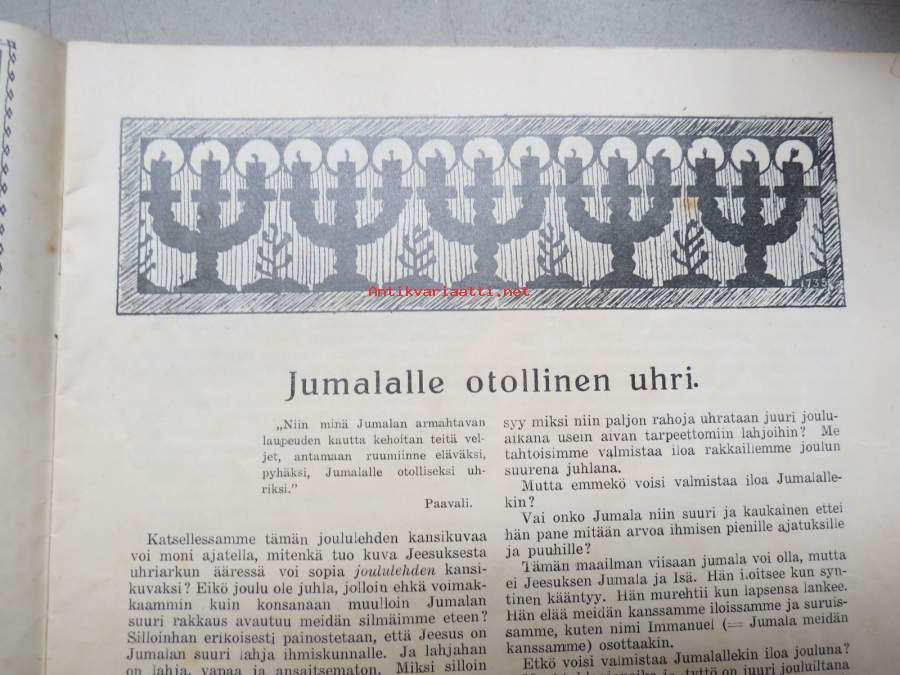 1735
Antikvariaatti.net
Jumalalle otollinen uhri.
„Niin minä Jumalan armahtavan
laupeuden kautta kehoitan teitä vel-
jet, antamaan ruumiinne eläväksi,
pyhäksi, Jumalalle otolliseksi uh-
riksi.”
Paavali.
Katsellessamme tämän joululehden kansikuvaa
voi moni ajatella, mitenkä tuo kuva Jeesuksesta
uhriarkun ääressä voi sopia joululehden kansi-
kuvaksi? Eikö joulu ole juhla, jolloin ehkä voimak-
kaammin kuin konsanaan muulloin Jumalan
suuri rakkaus avautuu meidän silmäimme eteen?
Silloinhan erikoisesti painostetaan, että Jeesus on
Jumalan suuri lahja ihmiskunnalle. Ja lahjahan
on lahja, vapaa ja ansaitsematon. Miksi silloin
syy miksi niin paljon rahoja uhrataan juuri joulu-
aikana usein aivan tarpeettomiin lahjoihin? Me
tahtoisimme valmistaa iloa rakkaillemme joulun
suurena juhlana.
Mutta emmekö voisi valmistaa iloa Jumalalle-
kin?
Vai onko Jumala niin suuri ja kaukainen ettei
hän pane mitään arvoa ihmisen pienille ajatuksille
ja puuhille?
Tämän maailman viisaan jumala voi olla, mutta
ei Jeesuksen Jumala ja Isä. Hän iloitsee kun syn-
tinen kääntyy. Hän murehtii kun lapsensa lankee.
Hän elää meidän kanssamme iloissamme ja suruis-
samme, kuten nimi Immanuel (= Jumala meidän
kanssamme) osottaakin.
Etkö voisi valmistaa Jumalallekin iloa jouluna?
ja tyttö on juuri jouluiltana